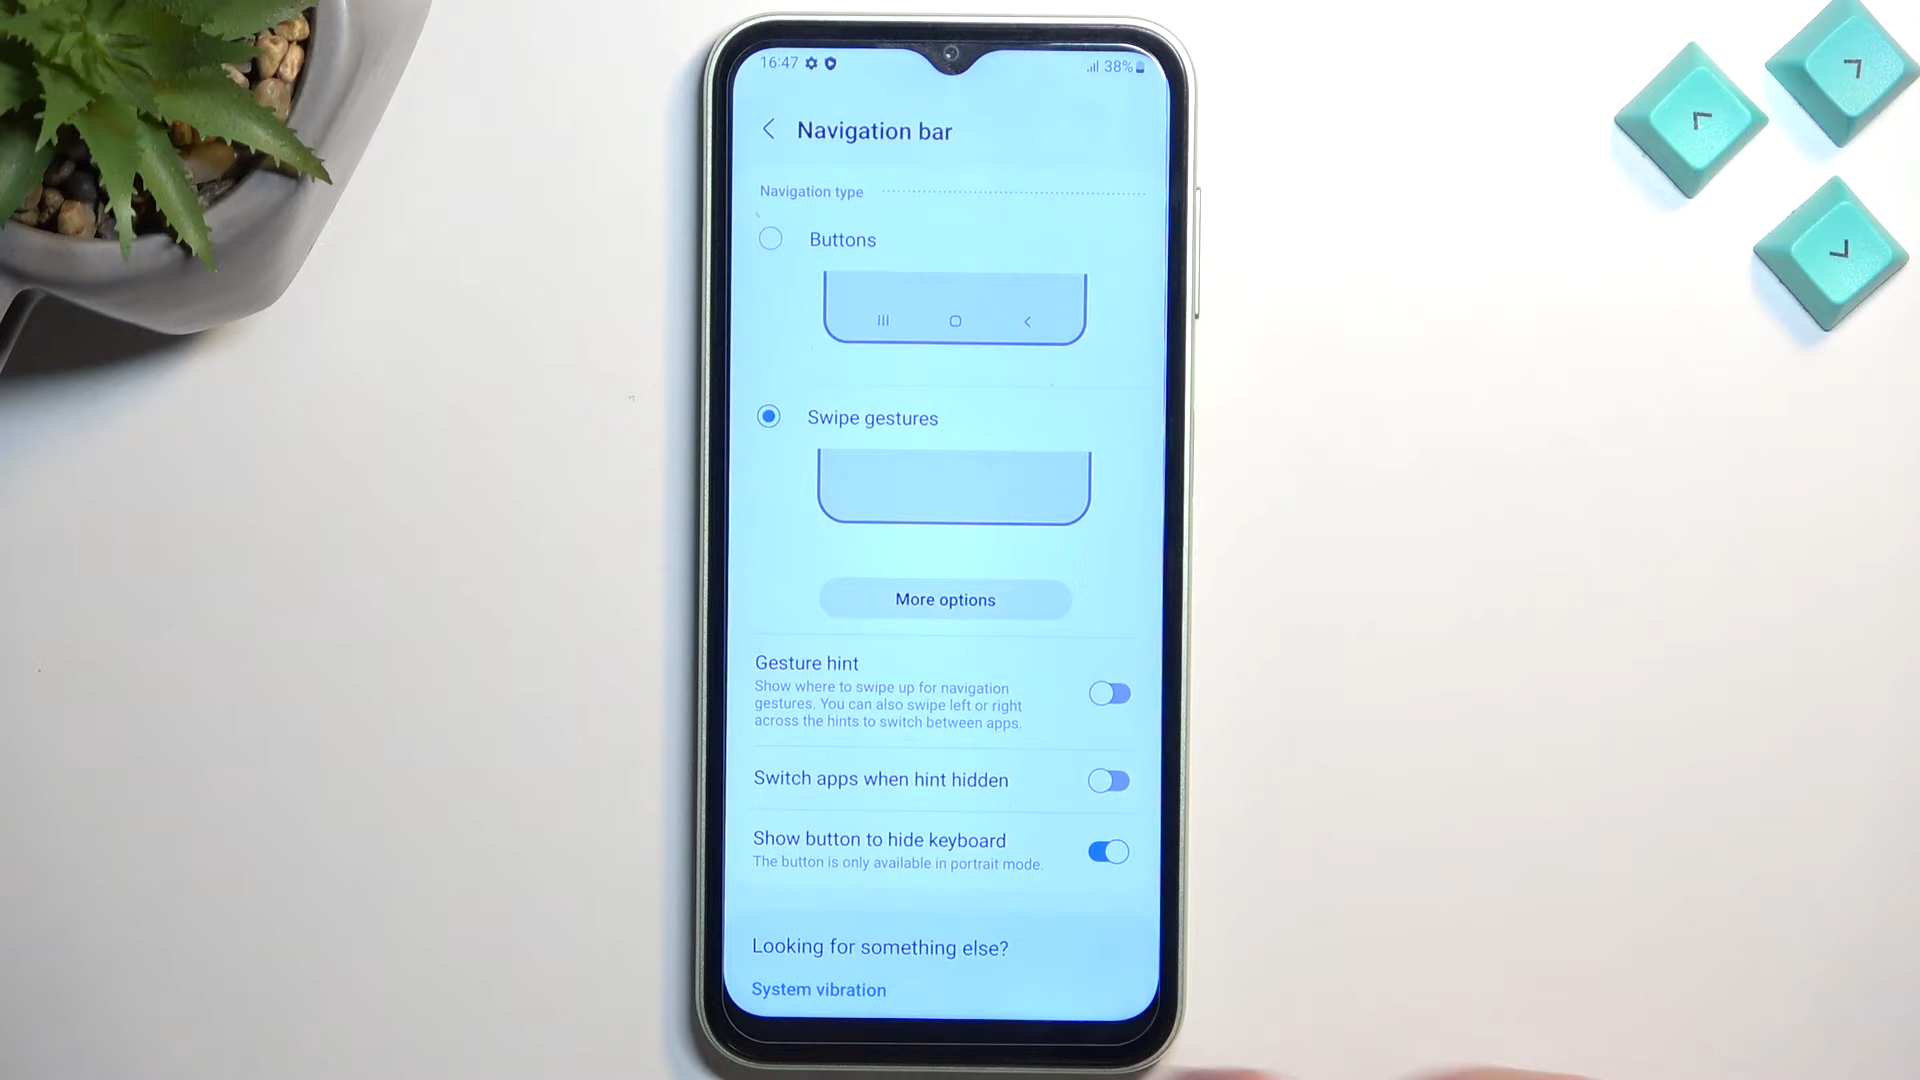 16:47
38%
Navigation bar
Navigation type
Buttons
Swipe gestures
More options
Gesture hint
Show where to swipe up for navigation
gestures. You can also swipe left or right
across the hints to switch between apps.
Switch apps when hint hidden
Show button to hide keyboard
The button is only available in portrait mode.
Looking for something else?
System vibration